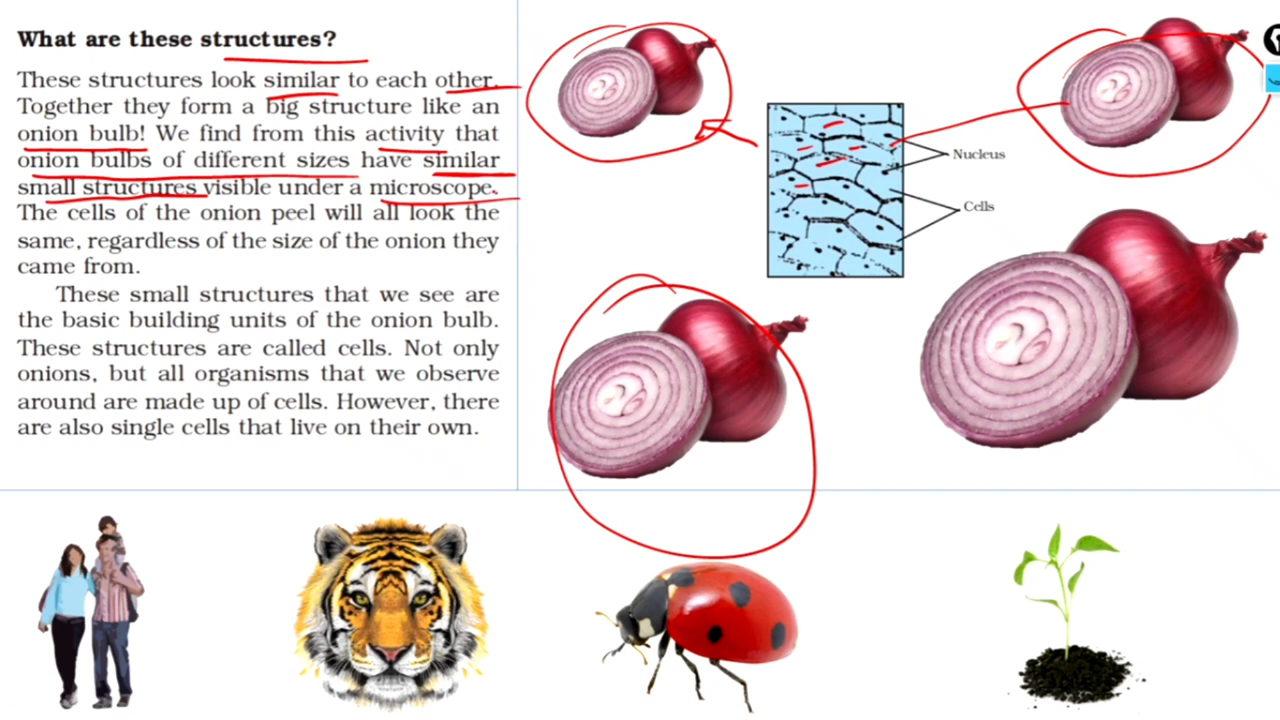 What are these structures?
These structures look similar to each other.
Together they form a big structure like an
onion bulb! We find from this activity that
onion bulbs of different sizes have similar
small structures visible under a microscope.
The cells of the onion peel will all look the
same, regardless of the size of the onion they
came from.
These small structures that we see are
the basic building units of the onion bulb.
These structures are called cells. Not only
onions, but all organisms that we observe
around are made up of cells. However, there
are also single cells that live on their own.
Nucleus
Cells